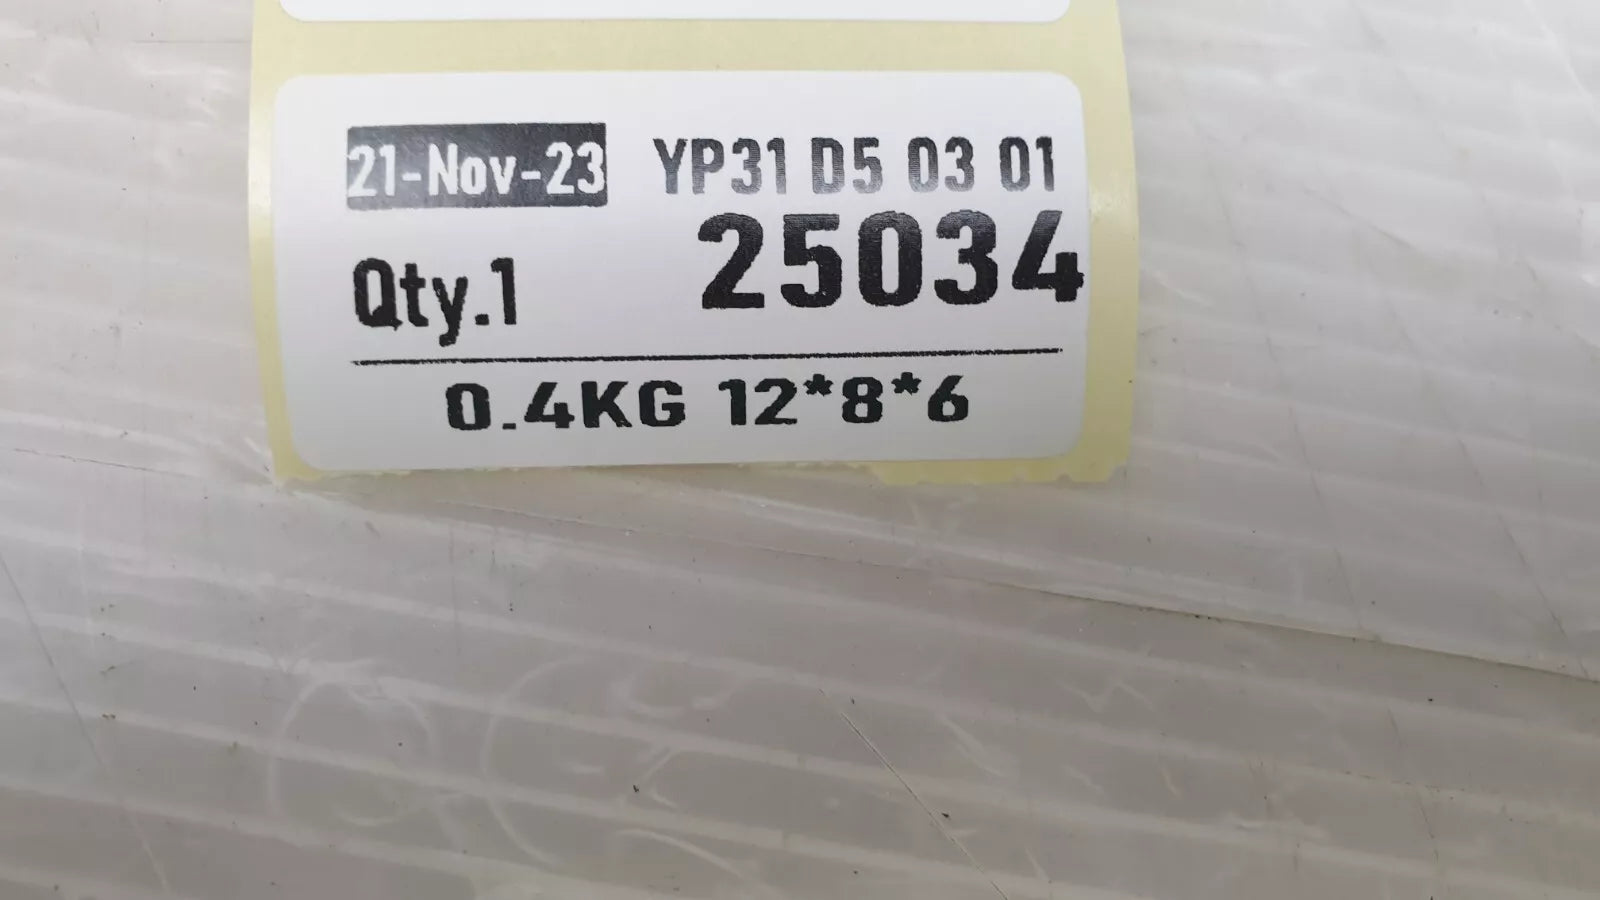 21-Nov-23 YP31 D5 03 01
Qty.1 25034
0.4KG 12*8*6